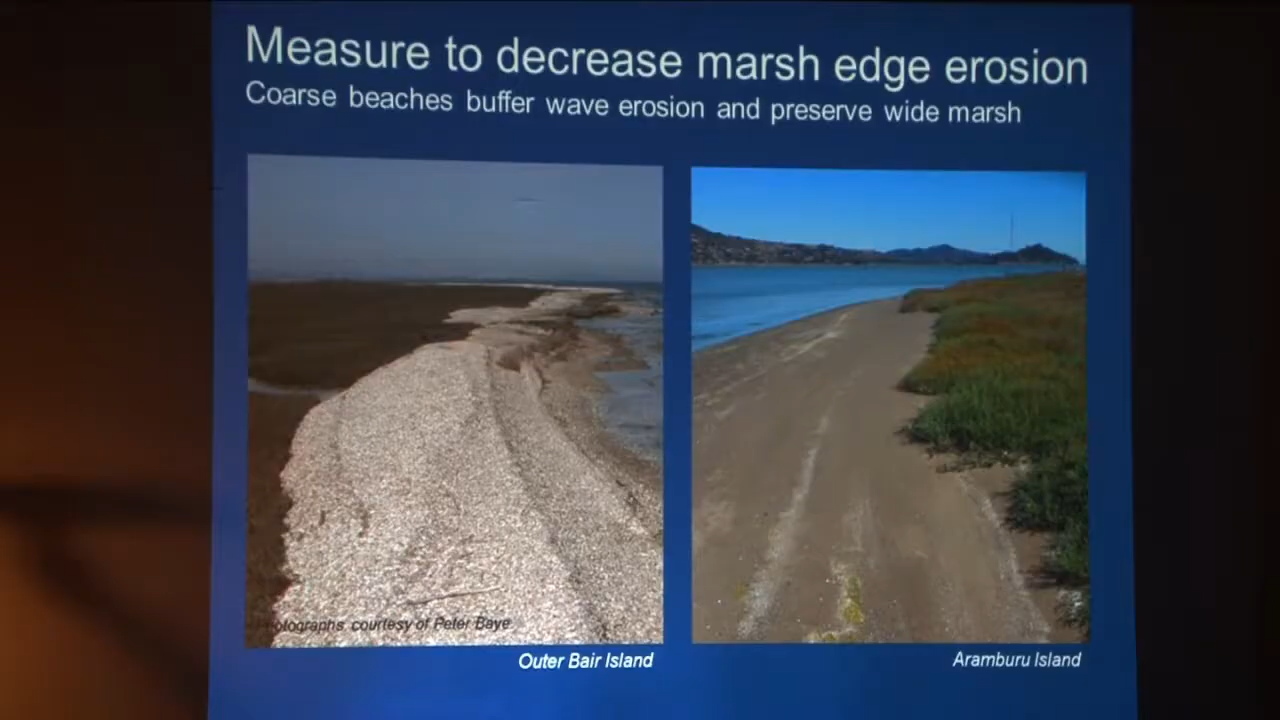 Measure to decrease marsh edge erosion
Coarse beaches buffer wave erosion and preserve wide marsh
courtesy of Peter Baye
Outer Bair Island
Aramburu Island